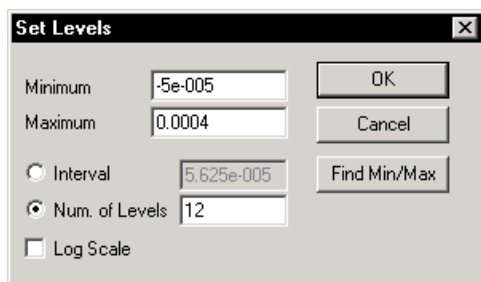 Set Levels
Minimum -5e-005 OK
Maximum 0.0004 Cancel
Interval 5.625e-005 Find Min/Max
Num. of Levels 12
Log Scale